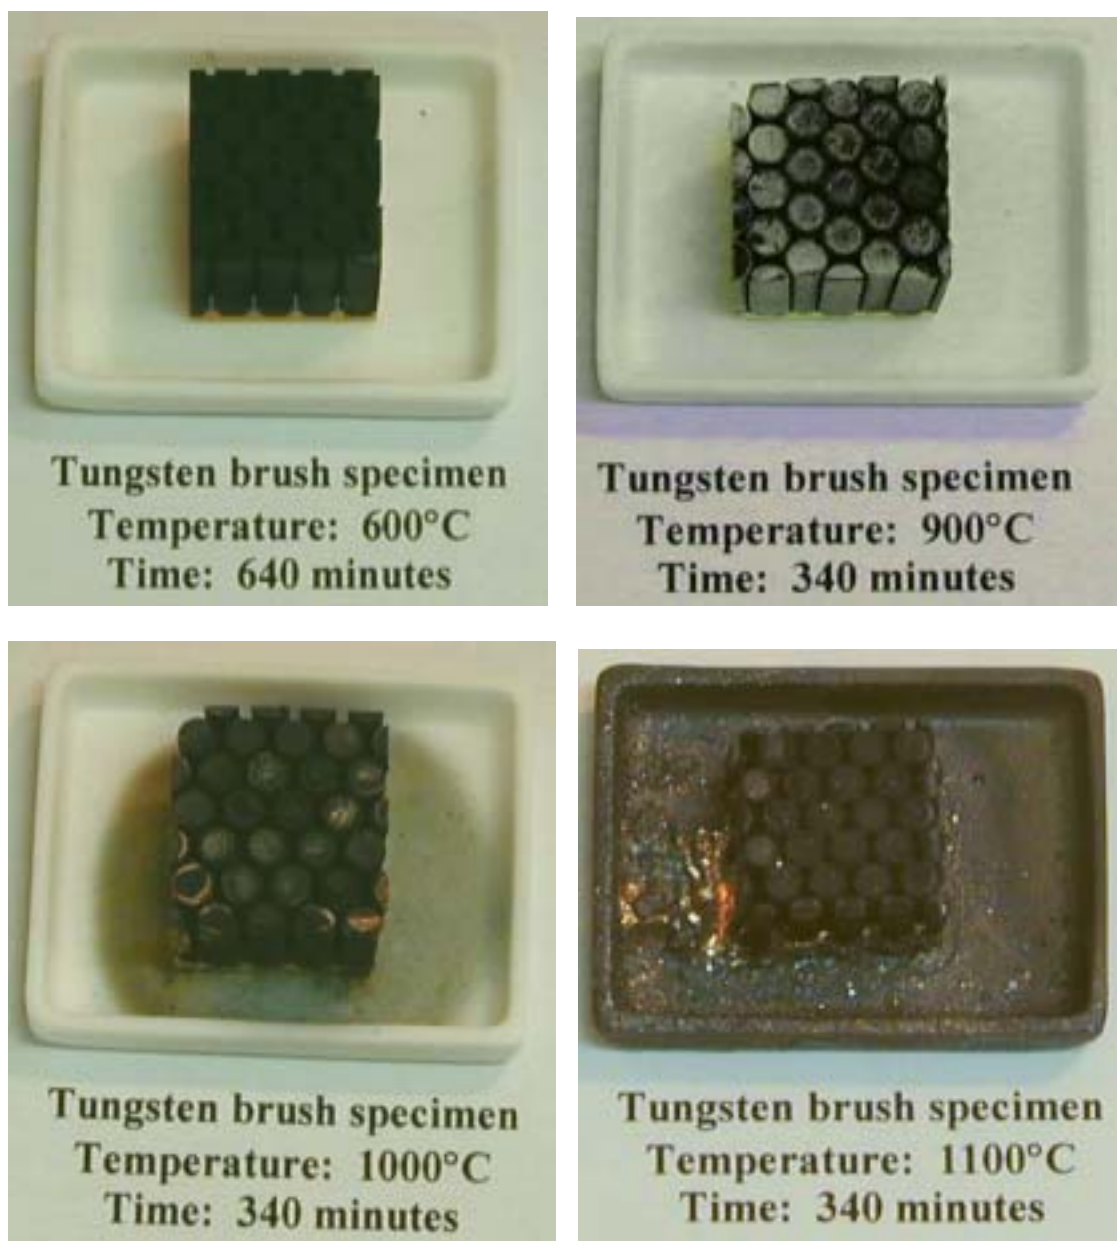 Tungsten brush specimen
Temperature: 600°C
Time: 640 minutes
Tungsten brush specimen
Temperature: 900°C
Time: 340 minutes
Tungsten brush specimen
Temperature: 1000°C
Time: 340 minutes
Tungsten brush specimen
Temperature: 1100°C
Time: 340 minutes